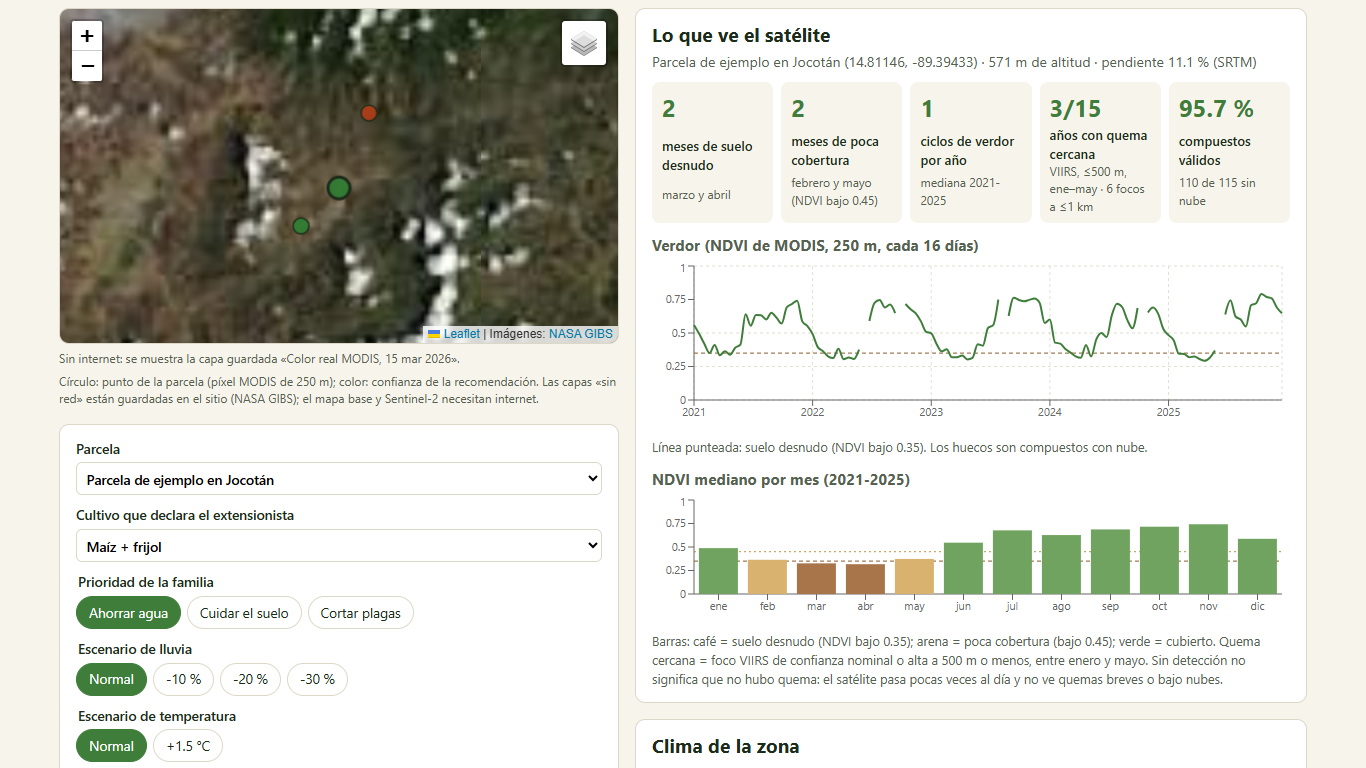 +
−
Leaflet | Imágenes: NASA GIBS
Sin internet: se muestra la capa guardada «Color real MODIS, 15 mar 2026».
Círculo: punto de la parcela (píxel MODIS de 250 m); color: confianza de la recomendación. Las capas «sin
red» están guardadas en el sitio (NASA GIBS); el mapa base y Sentinel-2 necesitan internet.
Parcela
Parcela de ejemplo en Jocotán
Cultivo que declara el extensionista
Maíz + frijol
Prioridad de la familia
Ahorrar agua
Cuidar el suelo
Cortar plagas
Escenario de lluvia
Normal
-10 %
-20 %
-30 %
Escenario de temperatura
Normal
+1.5 °C
Lo que ve el satélite
Parcela de ejemplo en Jocotán (14.81146, -89.39433) · 571 m de altitud · pendiente 11.1 % (SRTM)
2
meses de suelo
desnudo
marzo y abril
2
meses de poca
cobertura
febrero y mayo
(NDVI bajo 0.45)
1
ciclos de verdor
por año
mediana 2021-
2025
3/15
años con quema
cercana
VIIRS, ≤500 m,
ene–may · 6 focos
a ≤1 km
95.7 %
compuestos
válidos
110 de 115 sin
nube
Verdor (NDVI de MODIS, 250 m, cada 16 días)
1
0.75
0.5
0.25
0
2021
2022
2023
2024
2025
Línea punteada: suelo desnudo (NDVI bajo 0.35). Los huecos son compuestos con nube.
NDVI mediano por mes (2021-2025)
1
0.75
0.5
0.25
0
ene
feb
mar
abr
may
jun
jul
ago
sep
oct
nov
dic
Barras: café = suelo desnudo (NDVI bajo 0.35); arena = poca cobertura (bajo 0.45); verde = cubierto. Quema
cercana = foco VIIRS de confianza nominal o alta a 500 m o menos, entre enero y mayo. Sin detección no
significa que no hubo quema: el satélite pasa pocas veces al día y no ve quemas breves o bajo nubes.
Clima de la zona